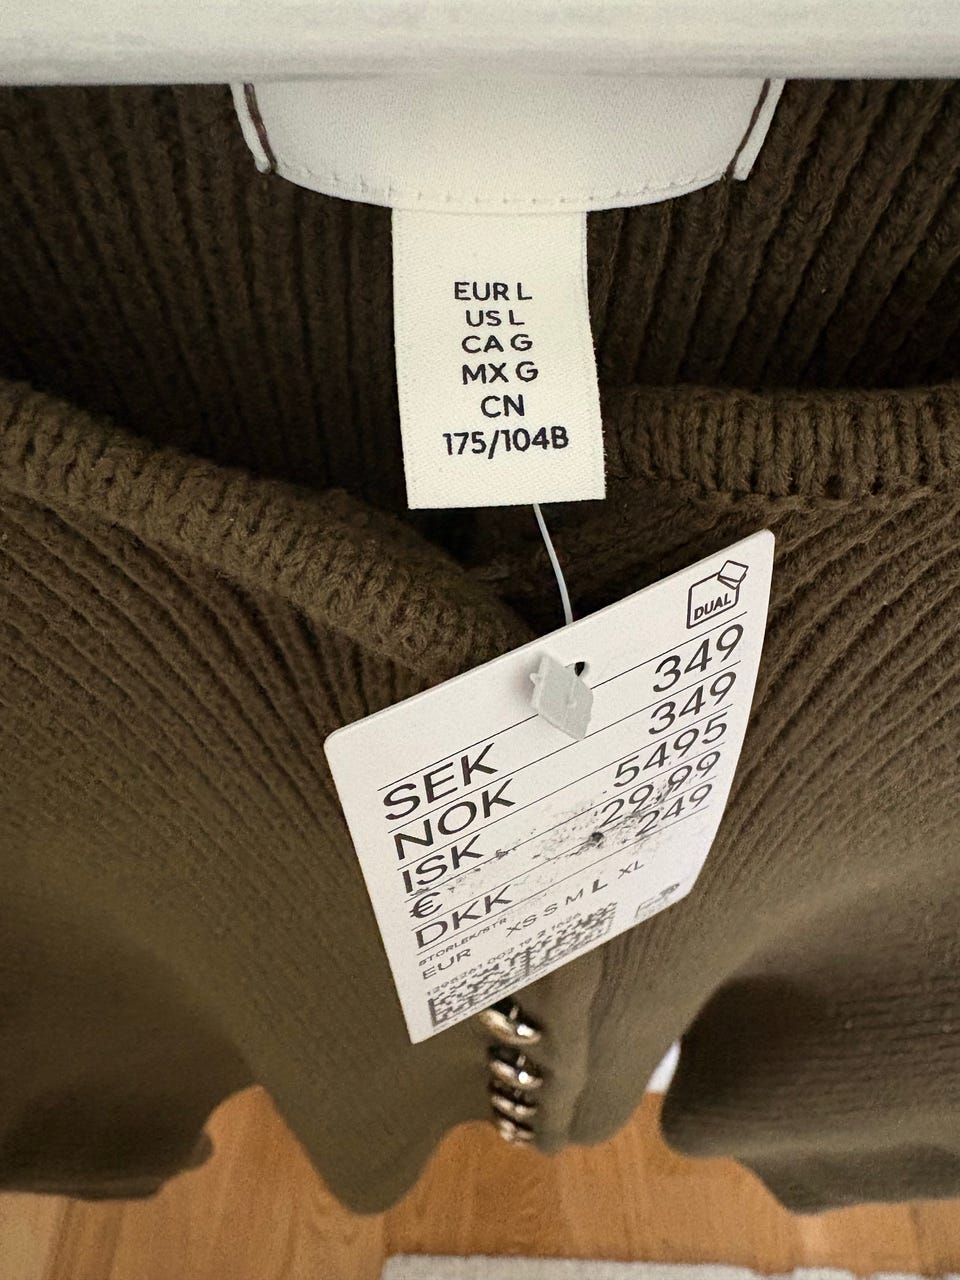 EUR L
US L
CA G
MX G
CN
175/104B
DUAL
SEK 349
NOK 349
ISK 5495
€ 29.99
DKK 249
STORLEK/STR
EUR XS S M L XL